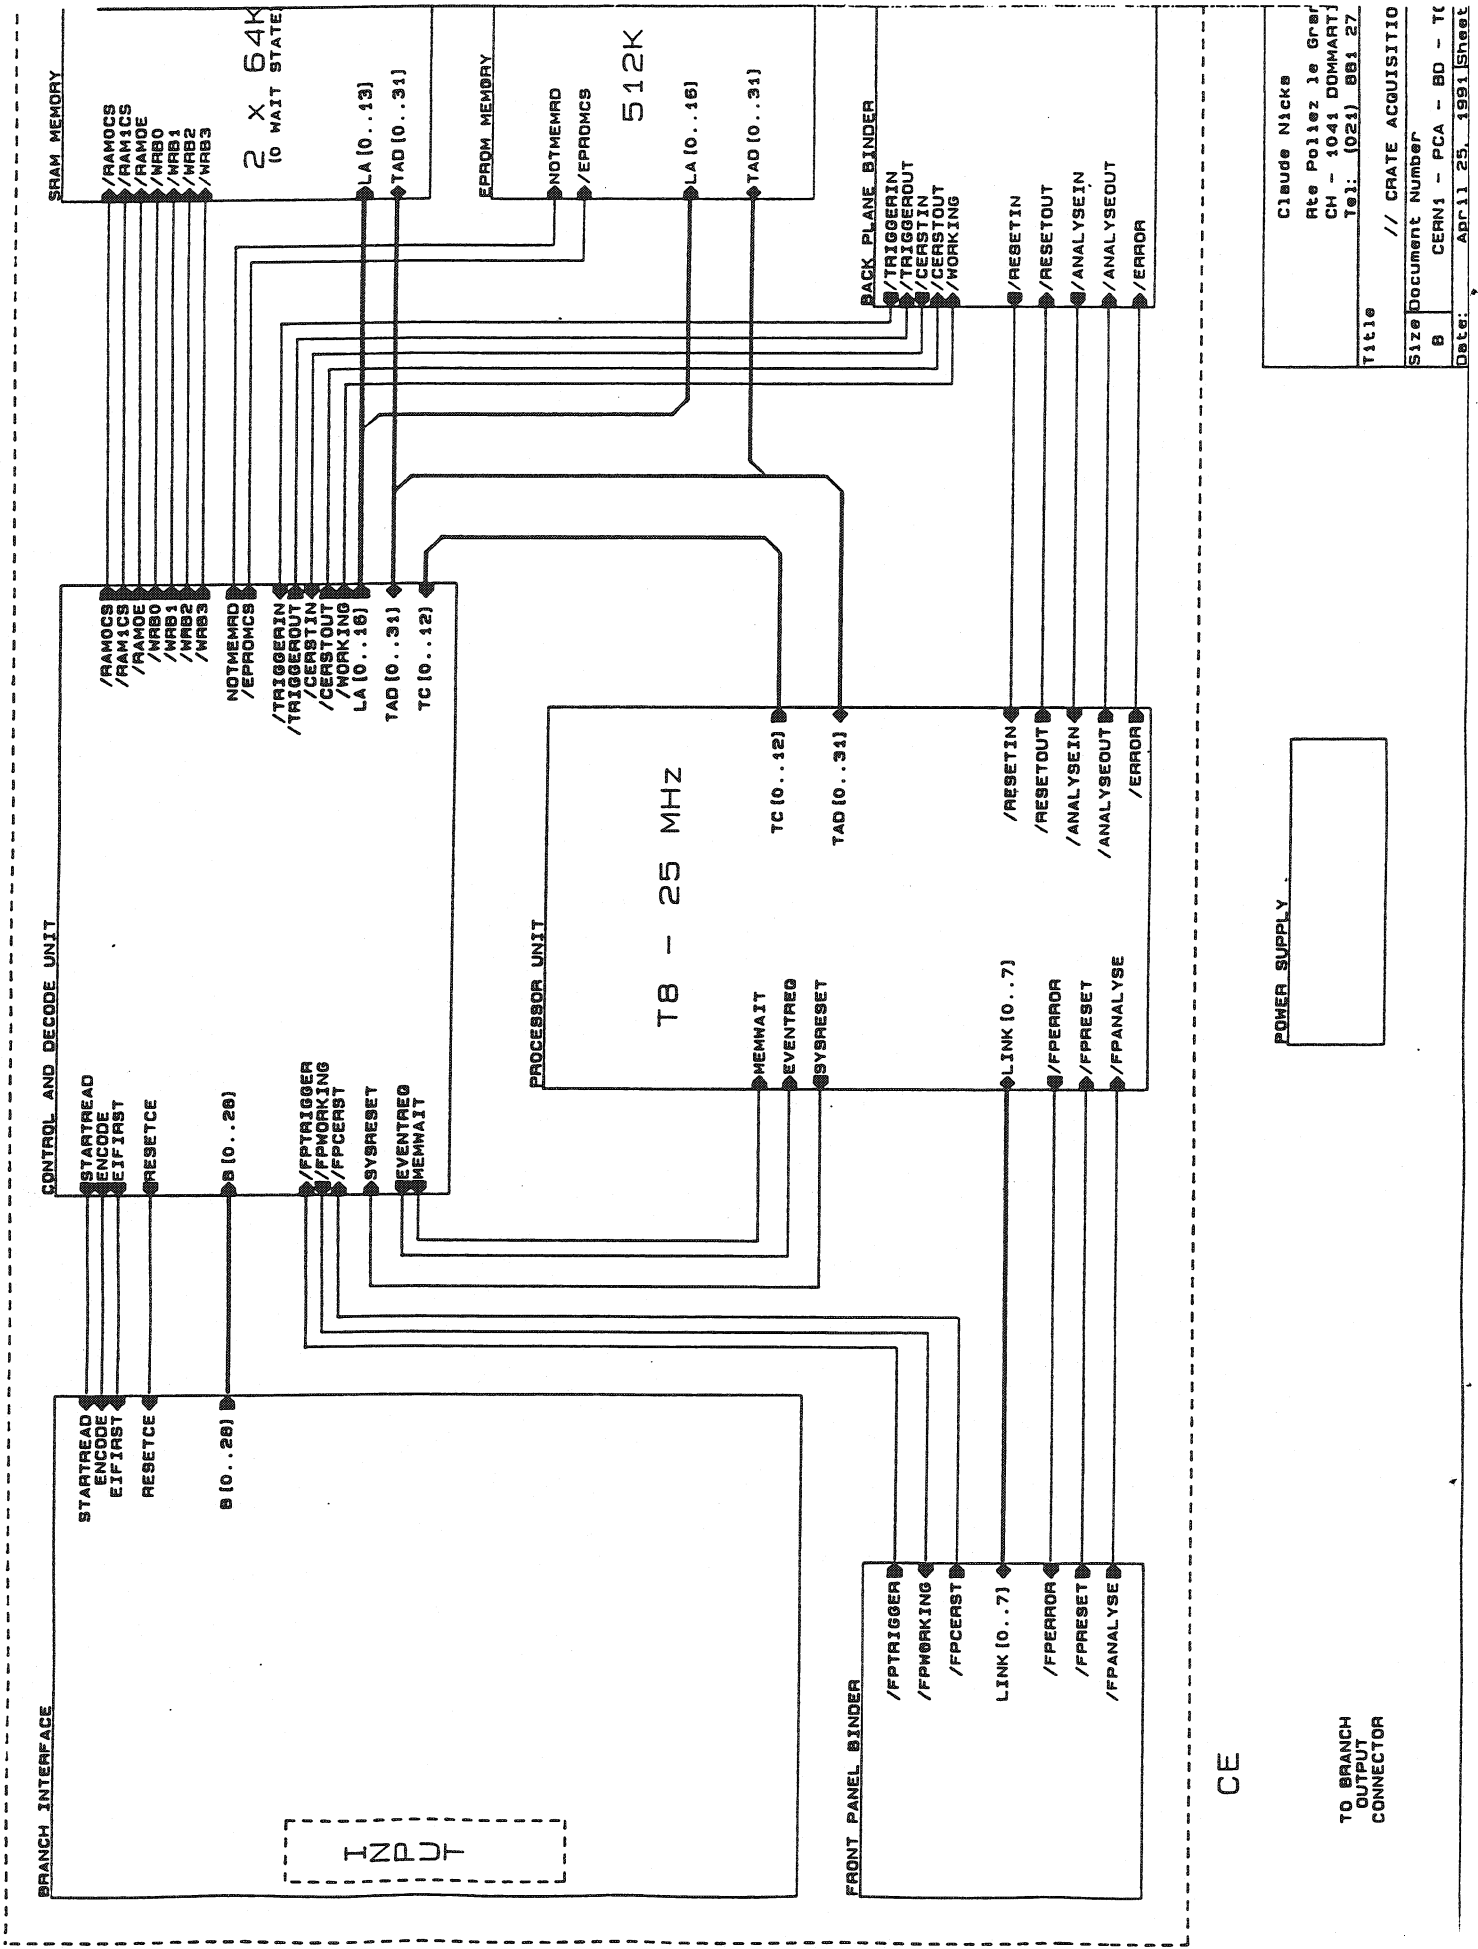 BRANCH INTERFACE
INPUT
STARTREAD
ENCODE
EIFIRST
RESETCE
B[0..28]
CONTROL AND DECODE UNIT
STARTREAD
ENCODE
EIFIRST
RESETCE
B[0..28]
/FPTRIGGER
/FPWORKING
/FPCERST
SYSRESET
EVENTREQ
MEMWAIT
/RAM0CS
/RAM1CS
/RAMOE
/WRB0
/WRB1
/WRB2
/WRB3
NOTMEMRD
/EPROMCS
/TRIGGERIN
/TRIGGEROUT
/CERSTIN
/CERSTOUT
/WORKING
LA[0..16]
TAD[0..31]
TC[0..12]
SRAM MEMORY
/RAM0CS
/RAM1CS
/RAMOE
/WRB0
/WRB1
/WRB2
/WRB3
2 X 64K
(0 WAIT STATE
LA[0..13]
TAD[0..31]
EPROM MEMORY
NOTMEMRD
/EPROMCS
512K
LA[0..16]
TAD[0..31]
PROCESSOR UNIT
T8 - 25 MHz
MEMWAIT
EVENTREQ
SYSRESET
LINK[0..7]
/FPERROR
/FPRESET
/FPANALYSE
TC[0..12]
TAD[0..31]
/RESETIN
/RESETOUT
/ANALYSEIN
/ANALYSEOUT
/ERROR
FRONT PANEL BINDER
/FPTRIGGER
/FPWORKING
/FPCERST
LINK[0..7]
/FPERROR
/FPRESET
/FPANALYSE
BACK PLANE BINDER
/TRIGGERIN
/TRIGGEROUT
/CERSTIN
/CERSTOUT
/WORKING
/RESETIN
/RESETOUT
/ANALYSEIN
/ANALYSEOUT
/ERROR
CE
POWER SUPPLY
TO BRANCH
OUTPUT
CONNECTOR
Claude Nicks
Rte Poliez le Gran
CH - 1041 DOMMARTI
Tel: (021) 881 27
Title
// CRATE ACQUISITIO
Size Document Number
B CERN1 - PCA - BD - TO
Date: April 25, 1991 Sheet